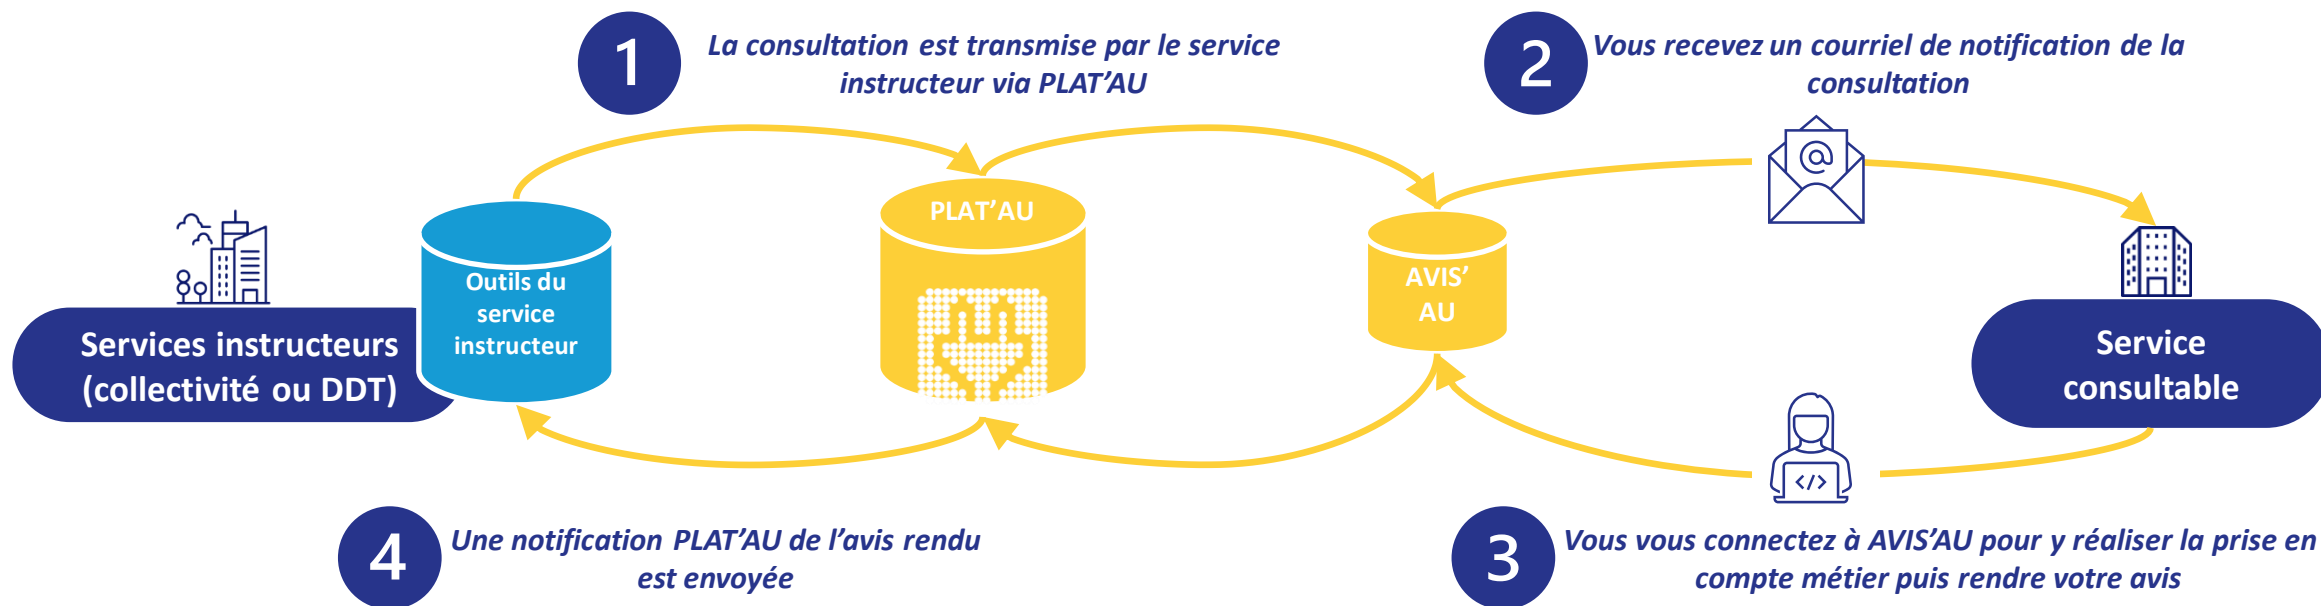 1
La consultation est transmise par le service
instructeur via PLAT’AU
2
Vous recevez un courriel de notification de la
consultation
@
Services instructeurs
(collectivité ou DDT)
Outils du
service
instructeur
PLAT’AU
AVIS’
AU
Service
consultable
</>
4
Une notification PLAT’AU de l’avis rendu
est envoyée
3
Vous vous connectez à AVIS’AU pour y réaliser la prise en
compte métier puis rendre votre avis